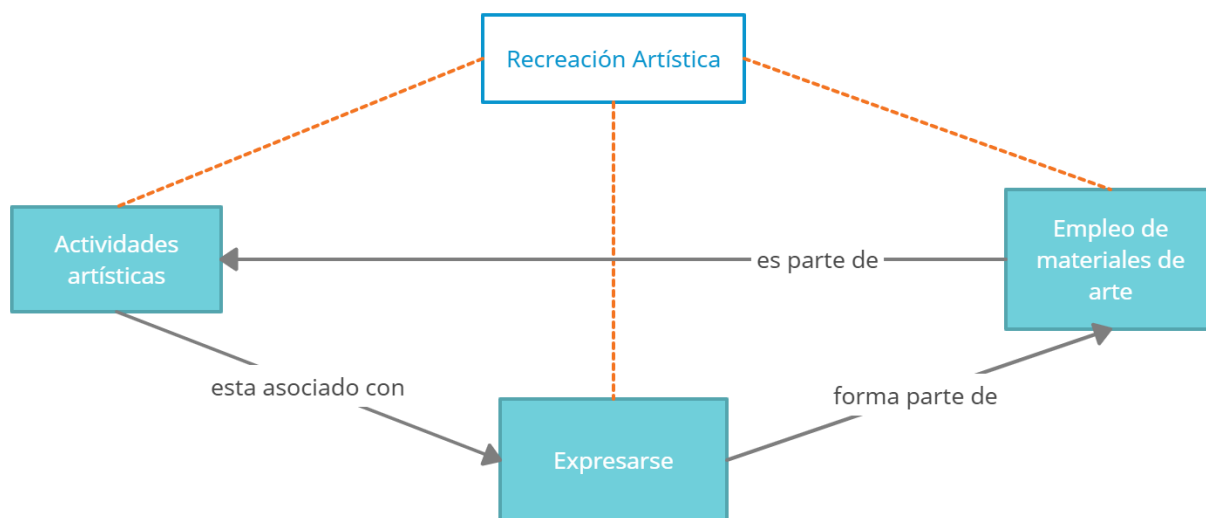 Recreación Artística
Actividades
artísticas
Empleo de
materiales de
arte
es parte de
esta asociado con
forma parte de
Expresarse